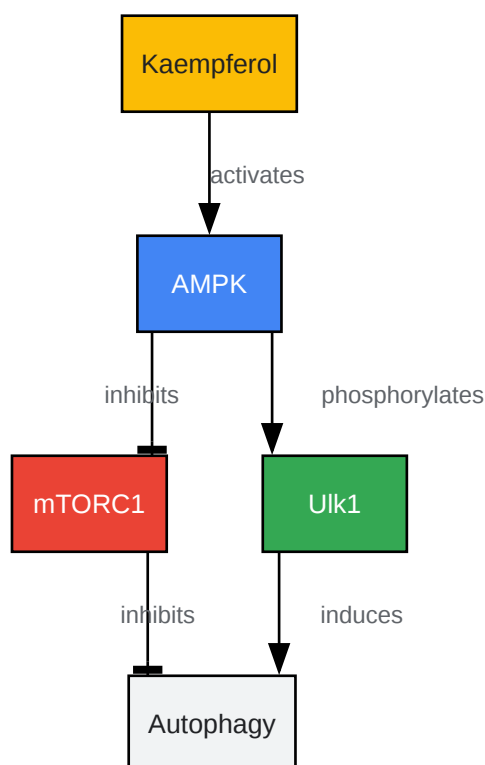 Kaempferol
activates
AMPK
inhibits
phosphorylates
mTORC1
Ulk1
inhibits
induces
Autophagy